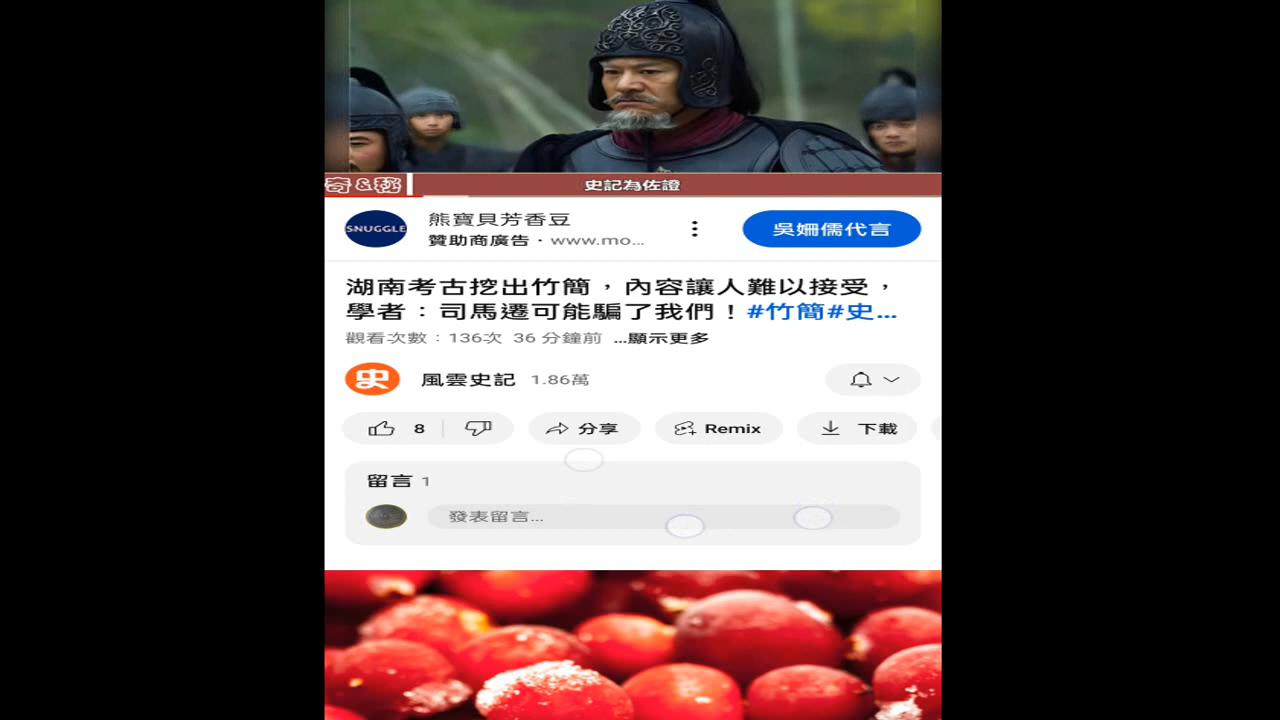 奇&秘
史記為佐證
SNUGGLE
熊寶貝芳香豆
贊助商廣告·www.mo...
吳姍儒代言
湖南考古挖出竹簡，內容讓人難以接受，
學者：司馬遷可能騙了我們！#竹簡#史...
觀看次數：136次 36 分鐘前 ...顯示更多
史
風雲史記 1.86萬
8
分享
Remix
下載
留言 1
發表留言...